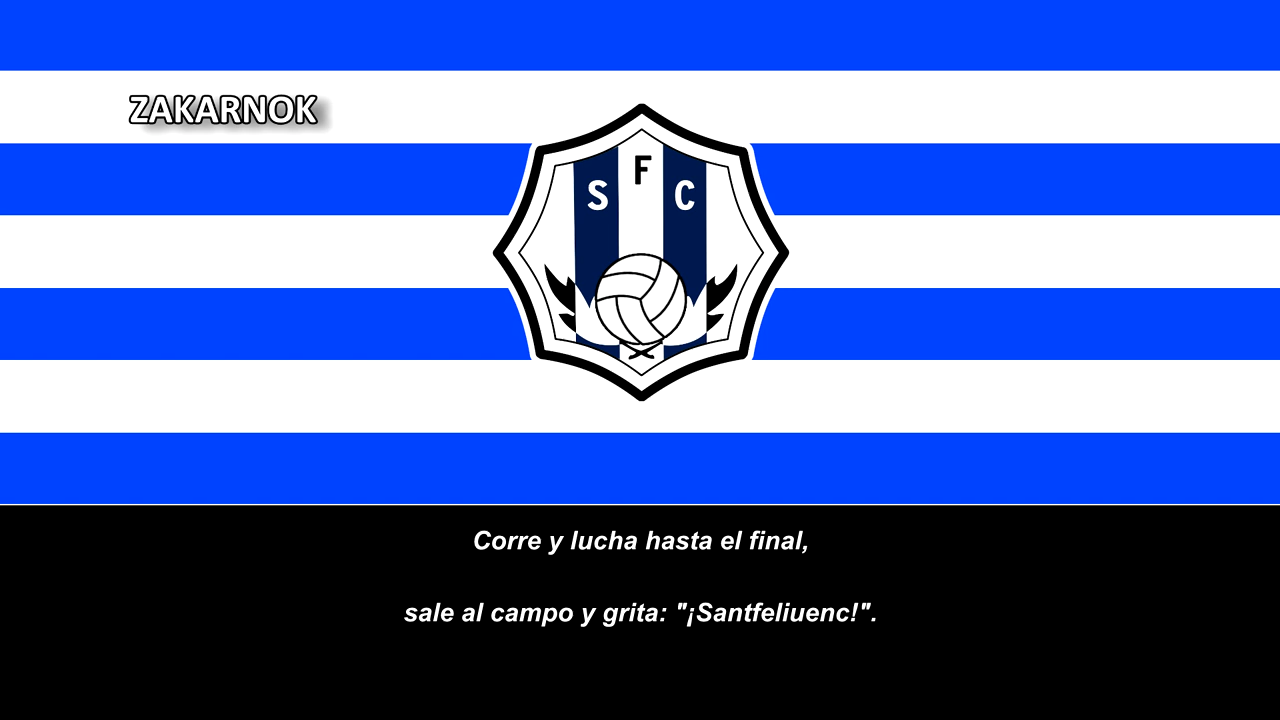 ZAKARNOK
S F C
Corre y lucha hasta el final,
sale al campo y grita: "¡Santfeliuenc!".